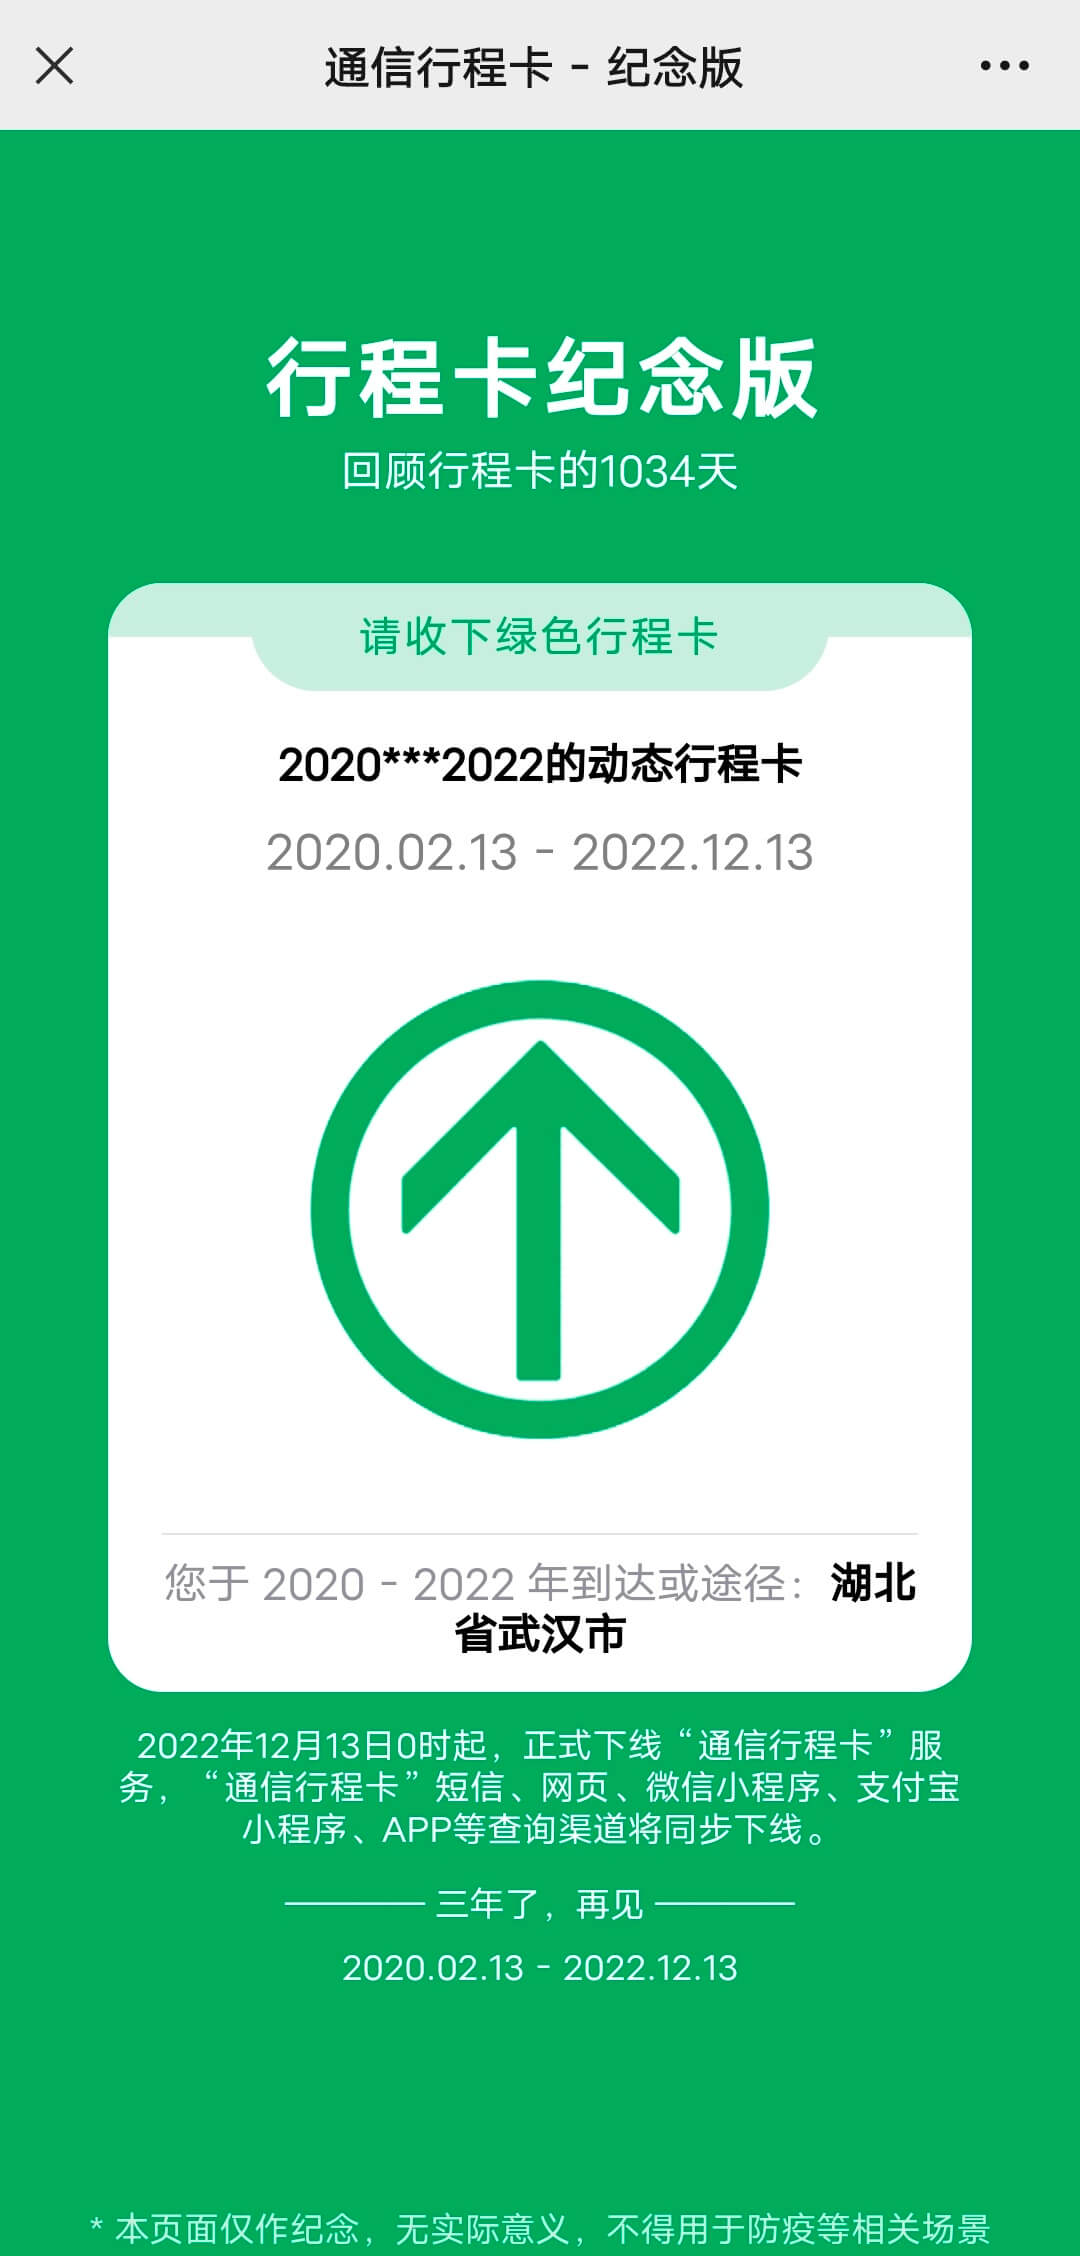 通信行程卡 - 纪念版
行程卡纪念版
回顾行程卡的1034天
请收下绿色行程卡
2020***2022的动态行程卡
2020.02.13 - 2022.12.13
您于 2020 - 2022 年到达或途径：湖北
省武汉市
2022年12月13日0时起，正式下线“通信行程卡”服
务，“通信行程卡”短信、网页、微信小程序、支付宝
小程序、APP等查询渠道将同步下线。
三年了，再见
2020.02.13 - 2022.12.13
* 本页面仅作纪念，无实际意义，不得用于防疫等相关场景